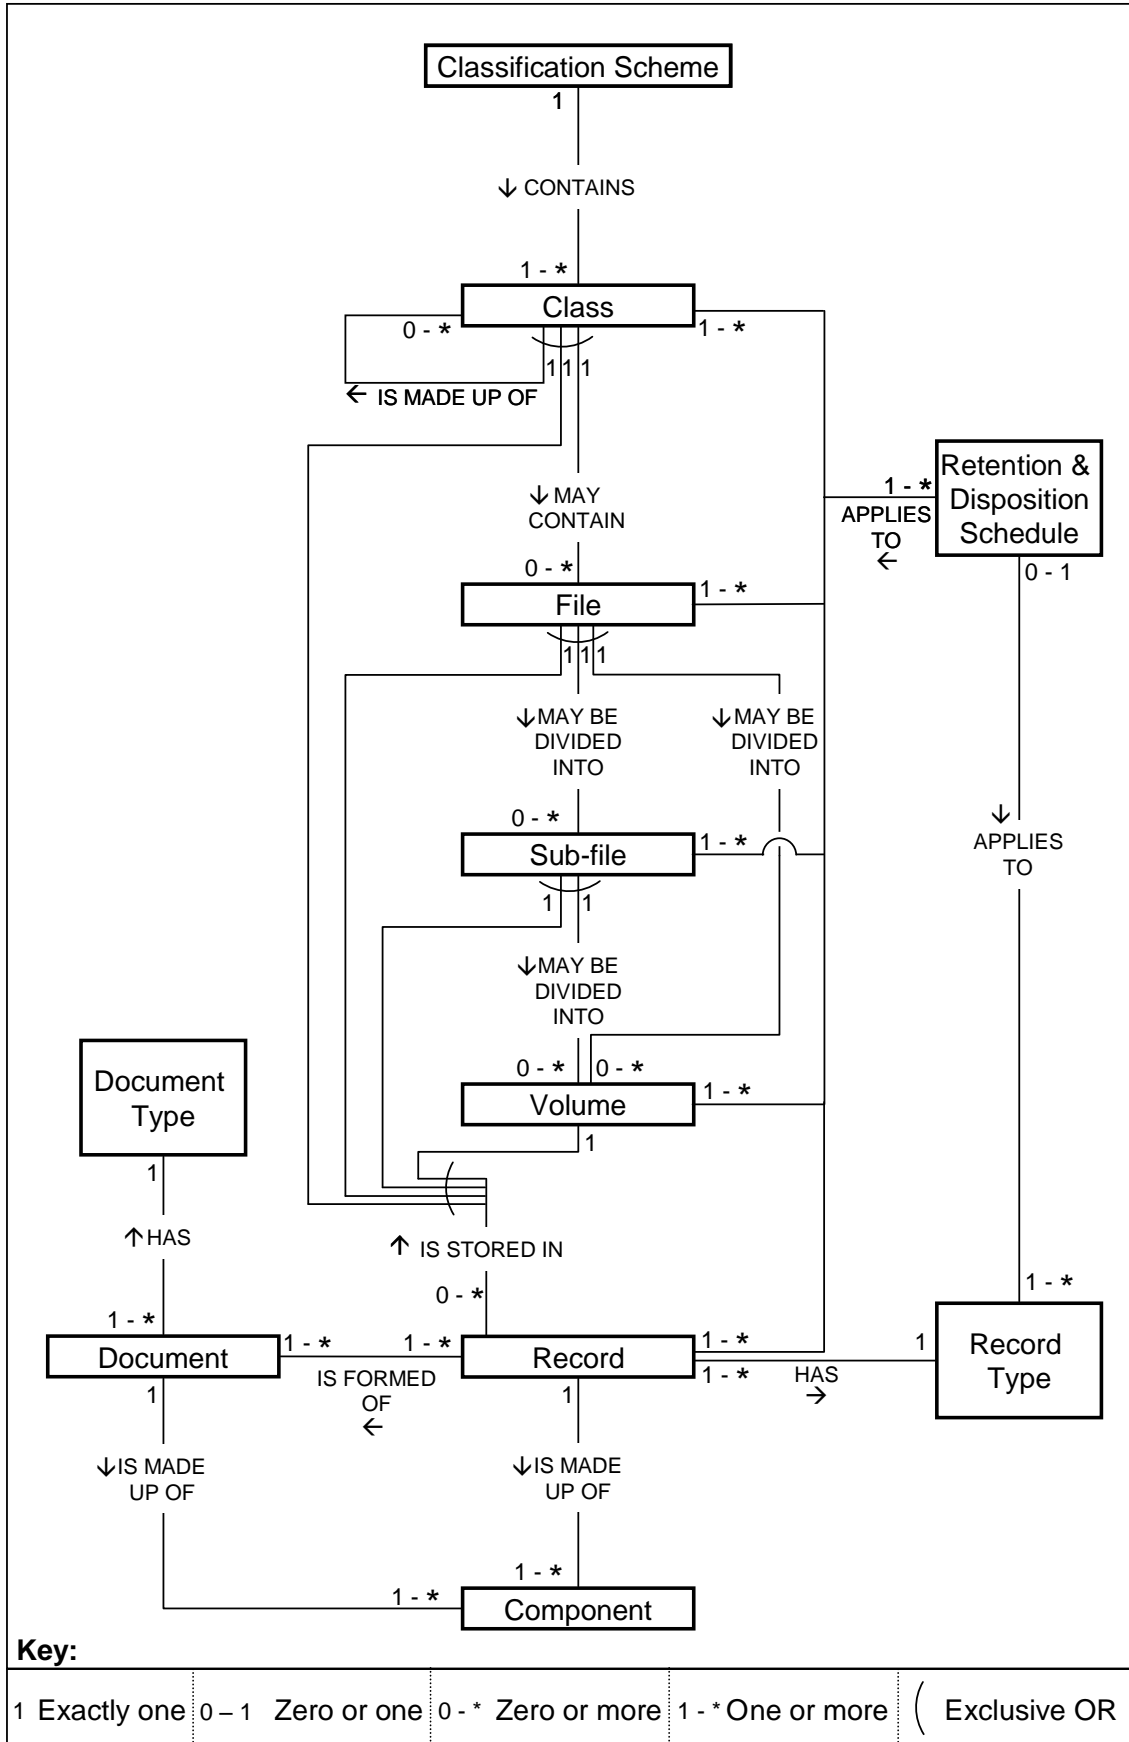 Classification Scheme
1
↓ CONTAINS
1 - *
Class
0 - *
1 - *
1 1 1
← IS MADE UP OF
Retention &
Disposition
Schedule
1 - *
APPLIES
TO
←
0 - 1
↓ MAY
CONTAIN
0 - *
File
1 - *
1 1 1
↓ MAY BE
DIVIDED
INTO
↓ MAY BE
DIVIDED
INTO
0 - *
Sub-file
1 - *
1 1
↓
APPLIES
TO
↓ MAY BE
DIVIDED
INTO
0 - * 0 - *
Volume
1 - *
1
Document
Type
1
↑ HAS
↑ IS STORED IN
0 - *
1 - *
Document
1 - * 1 - *
IS FORMED
OF
←
Record
1 - *
1 - *
HAS
→
1
1 - *
Record
Type
1
↓ IS MADE
UP OF
1
↓ IS MADE
UP OF
1 - *
1 - *
Component
Key:
1 Exactly one 0 – 1 Zero or one 0 - * Zero or more 1 - * One or more ( Exclusive OR